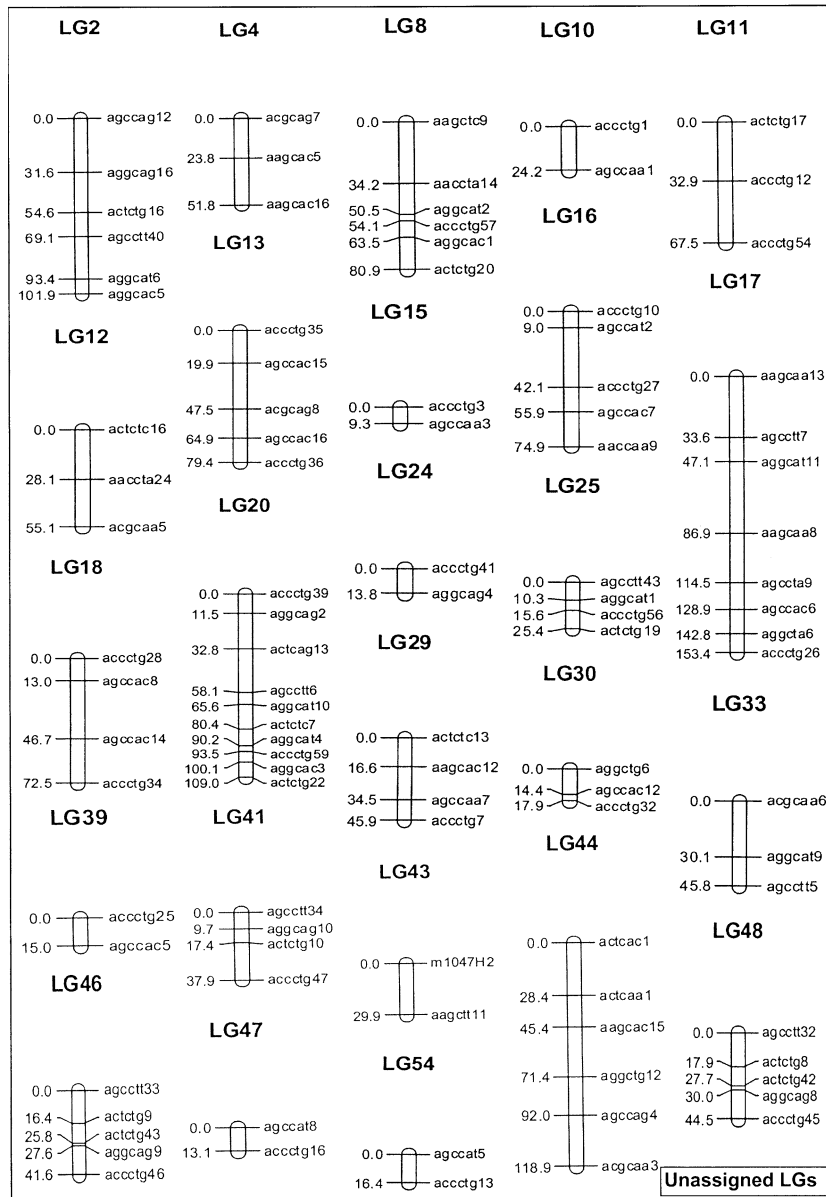 LG2
0.0 agccag12
31.6 aggcag16
54.6 actctg16
69.1 agcctt40
93.4 aggcat6
101.9 aggcac5
LG12
0.0 actctc16
28.1 aaccta24
55.1 acgcaa5
LG18
0.0 accctg28
13.0 agccac8
46.7 agccac14
72.5 accctg34
LG39
0.0 accctg25
15.0 agccac5
LG46
0.0 agcctt33
16.4 actctg9
25.8 actctg43
27.6 aggcag9
41.6 accctg46
LG4
0.0 acgcag7
23.8 aagcac5
51.8 aagcac16
LG13
0.0 accctg35
19.9 agccac15
47.5 acgcag8
64.9 agccac16
79.4 accctg36
LG20
0.0 accctg39
11.5 aggcag2
32.8 actcag13
58.1 agcctt6
65.6 aggcat10
80.4 actctc7
90.2 aggcat4
93.5 accctg59
100.1 aggcac3
109.0 actctg22
LG41
0.0 agcctt34
9.7 aggcag10
17.4 actctg10
37.9 accctg47
LG47
0.0 agccat8
13.1 accctg16
LG8
0.0 aagctc9
34.2 aaccta14
50.5 aggcat2
54.1 accctg57
63.5 aggcac1
80.9 actctg20
LG15
0.0 accctg3
9.3 agccaa3
LG24
0.0 accctg41
13.8 aggcag4
LG29
0.0 actctc13
16.6 aagcac12
34.5 agccaa7
45.9 accctg7
LG43
0.0 m1047H2
29.9 aagctt11
LG54
0.0 agccat5
16.4 accctg13
LG10
0.0 accctg1
24.2 agccaa1
LG16
0.0 accctg10
9.0 agccat2
42.1 accctg27
55.9 agccac7
74.9 aaccaa9
LG25
0.0 agcctt43
10.3 aggcat1
15.6 accctg56
25.4 actctg19
LG30
0.0 aggctg6
14.4 agccac12
17.9 accctg32
LG44
0.0 actcac1
28.4 actcaa1
45.4 aagcac15
71.4 aggctg12
92.0 agccag4
118.9 acgcaa3
LG11
0.0 actctg17
32.9 accctg12
67.5 accctg54
LG17
0.0 aagcaa13
33.6 agcctt7
47.1 aggcat11
86.9 aagcaa8
114.5 agccta9
128.9 agccac6
142.8 aggcta6
153.4 accctg26
LG33
0.0 acgcaa6
30.1 aggcat9
45.8 agcctt5
LG48
0.0 agcctt32
17.9 actctg8
27.7 actctg42
30.0 aggcag8
44.5 accctg45
Unassigned LGs